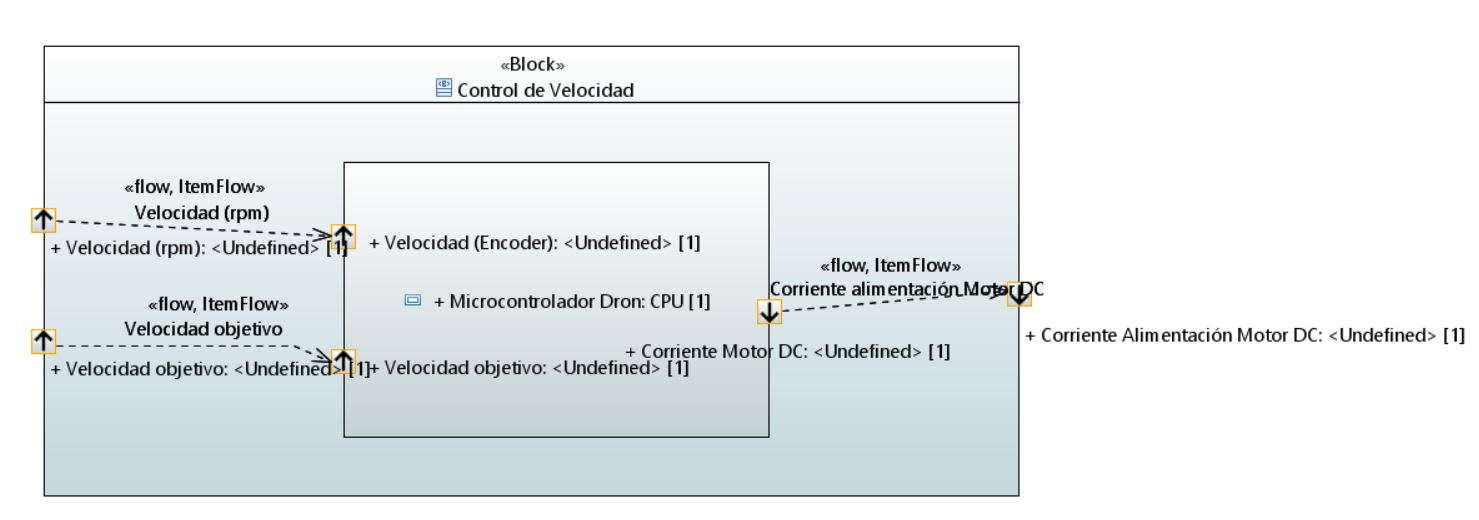 «Block»
Control de Velocidad
«flow, ItemFlow»
Velocidad (rpm)
+ Velocidad (rpm): <Undefined> [1]
+ Velocidad (Encoder): <Undefined> [1]
«flow, ItemFlow»
Corriente alimentación Motor DC
+ Microcontrolador Dron: CPU [1]
«flow, ItemFlow»
Velocidad objetivo
+ Corriente Alimentación Motor DC: <Undefined> [1]
+ Corriente Motor DC: <Undefined> [1]
+ Velocidad objetivo: <Undefined> [1]
+ Velocidad objetivo: <Undefined> [1]